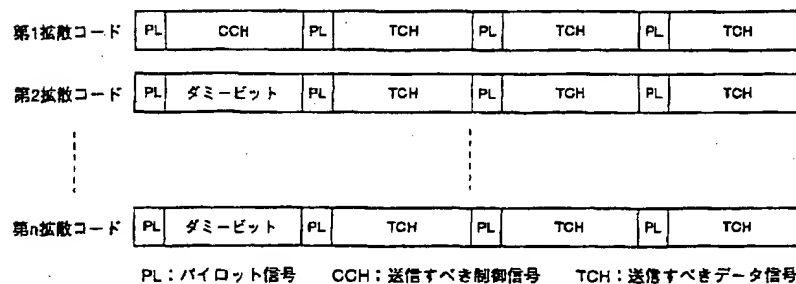 第1拡散コード PL CCH PL TCH PL TCH PL TCH
第2拡散コード PL ダミービット PL TCH PL TCH PL TCH
第n拡散コード PL ダミービット PL TCH PL TCH PL TCH
PL：パイロット信号 CCH：送信すべき制御信号 TCH：送信すべきデータ信号